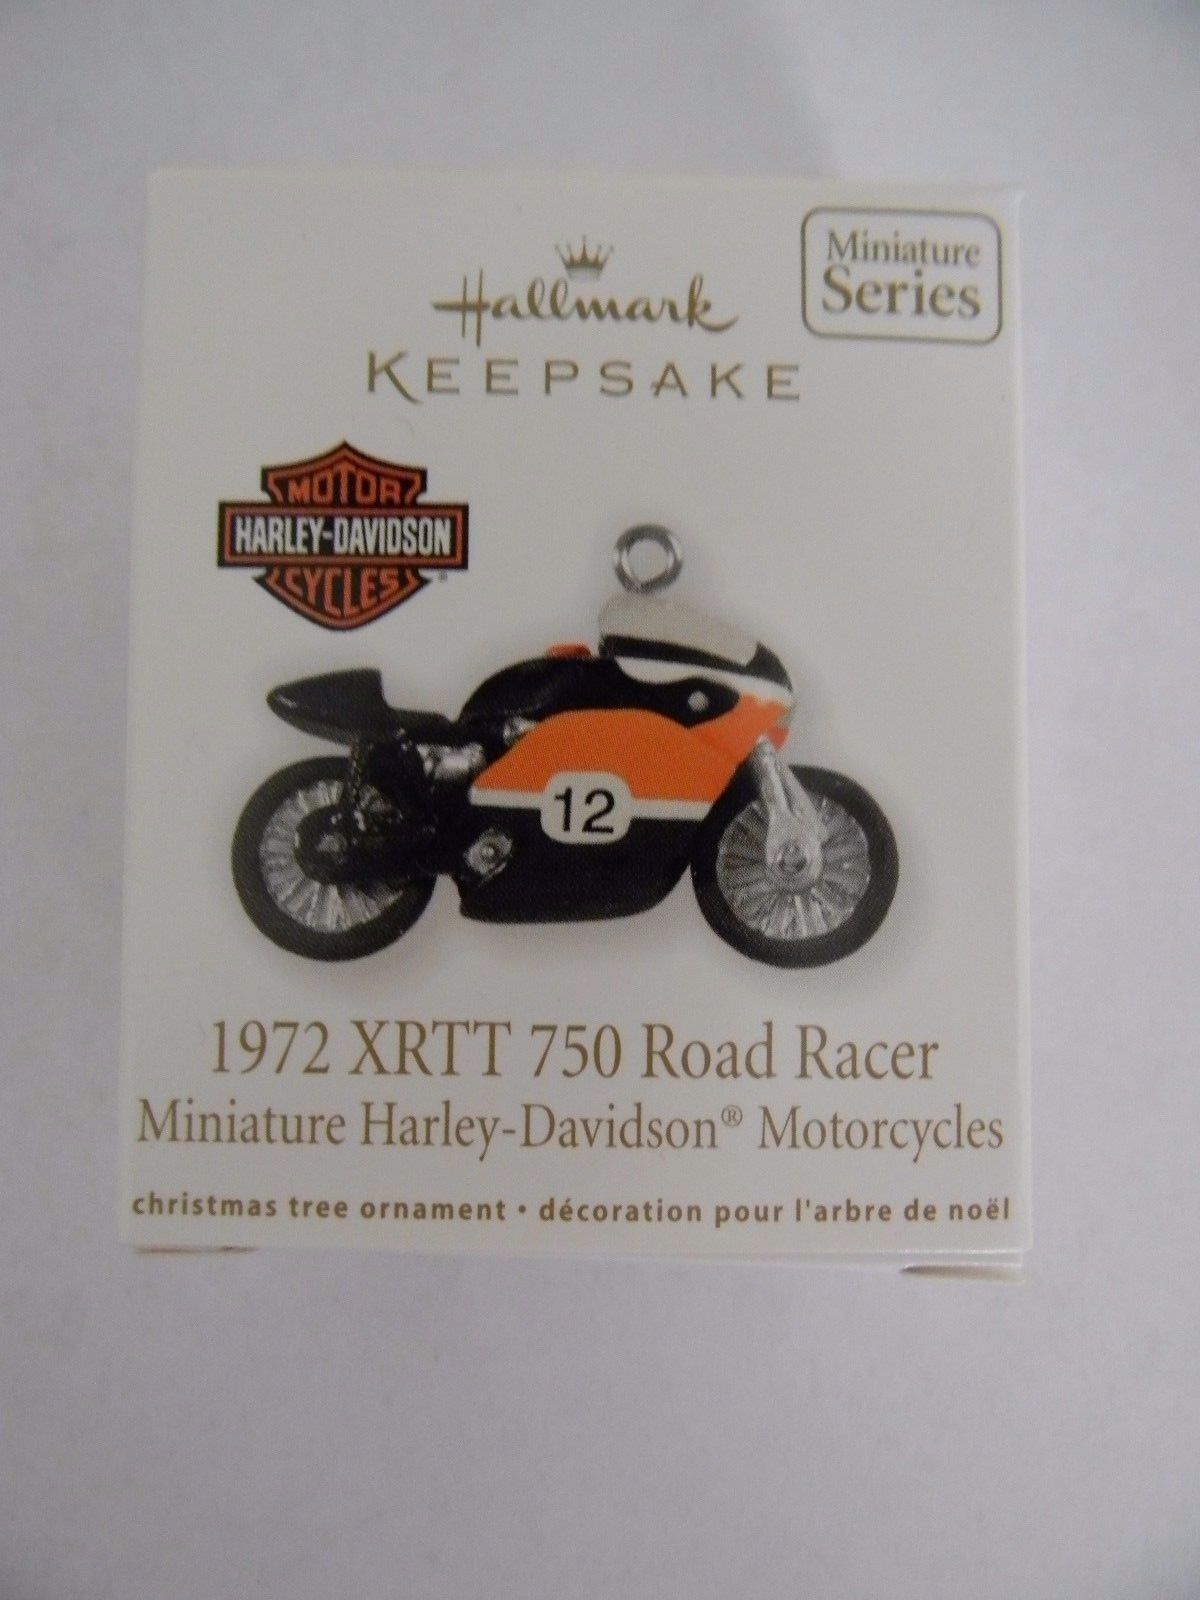 Hallmark
KEEPSAKE
Miniature
Series
MOTOR
HARLEY-DAVIDSON
CYCLES
®
12
1972 XRTT 750 Road Racer
Miniature Harley-Davidson® Motorcycles
christmas tree ornament • décoration pour l'arbre de noël